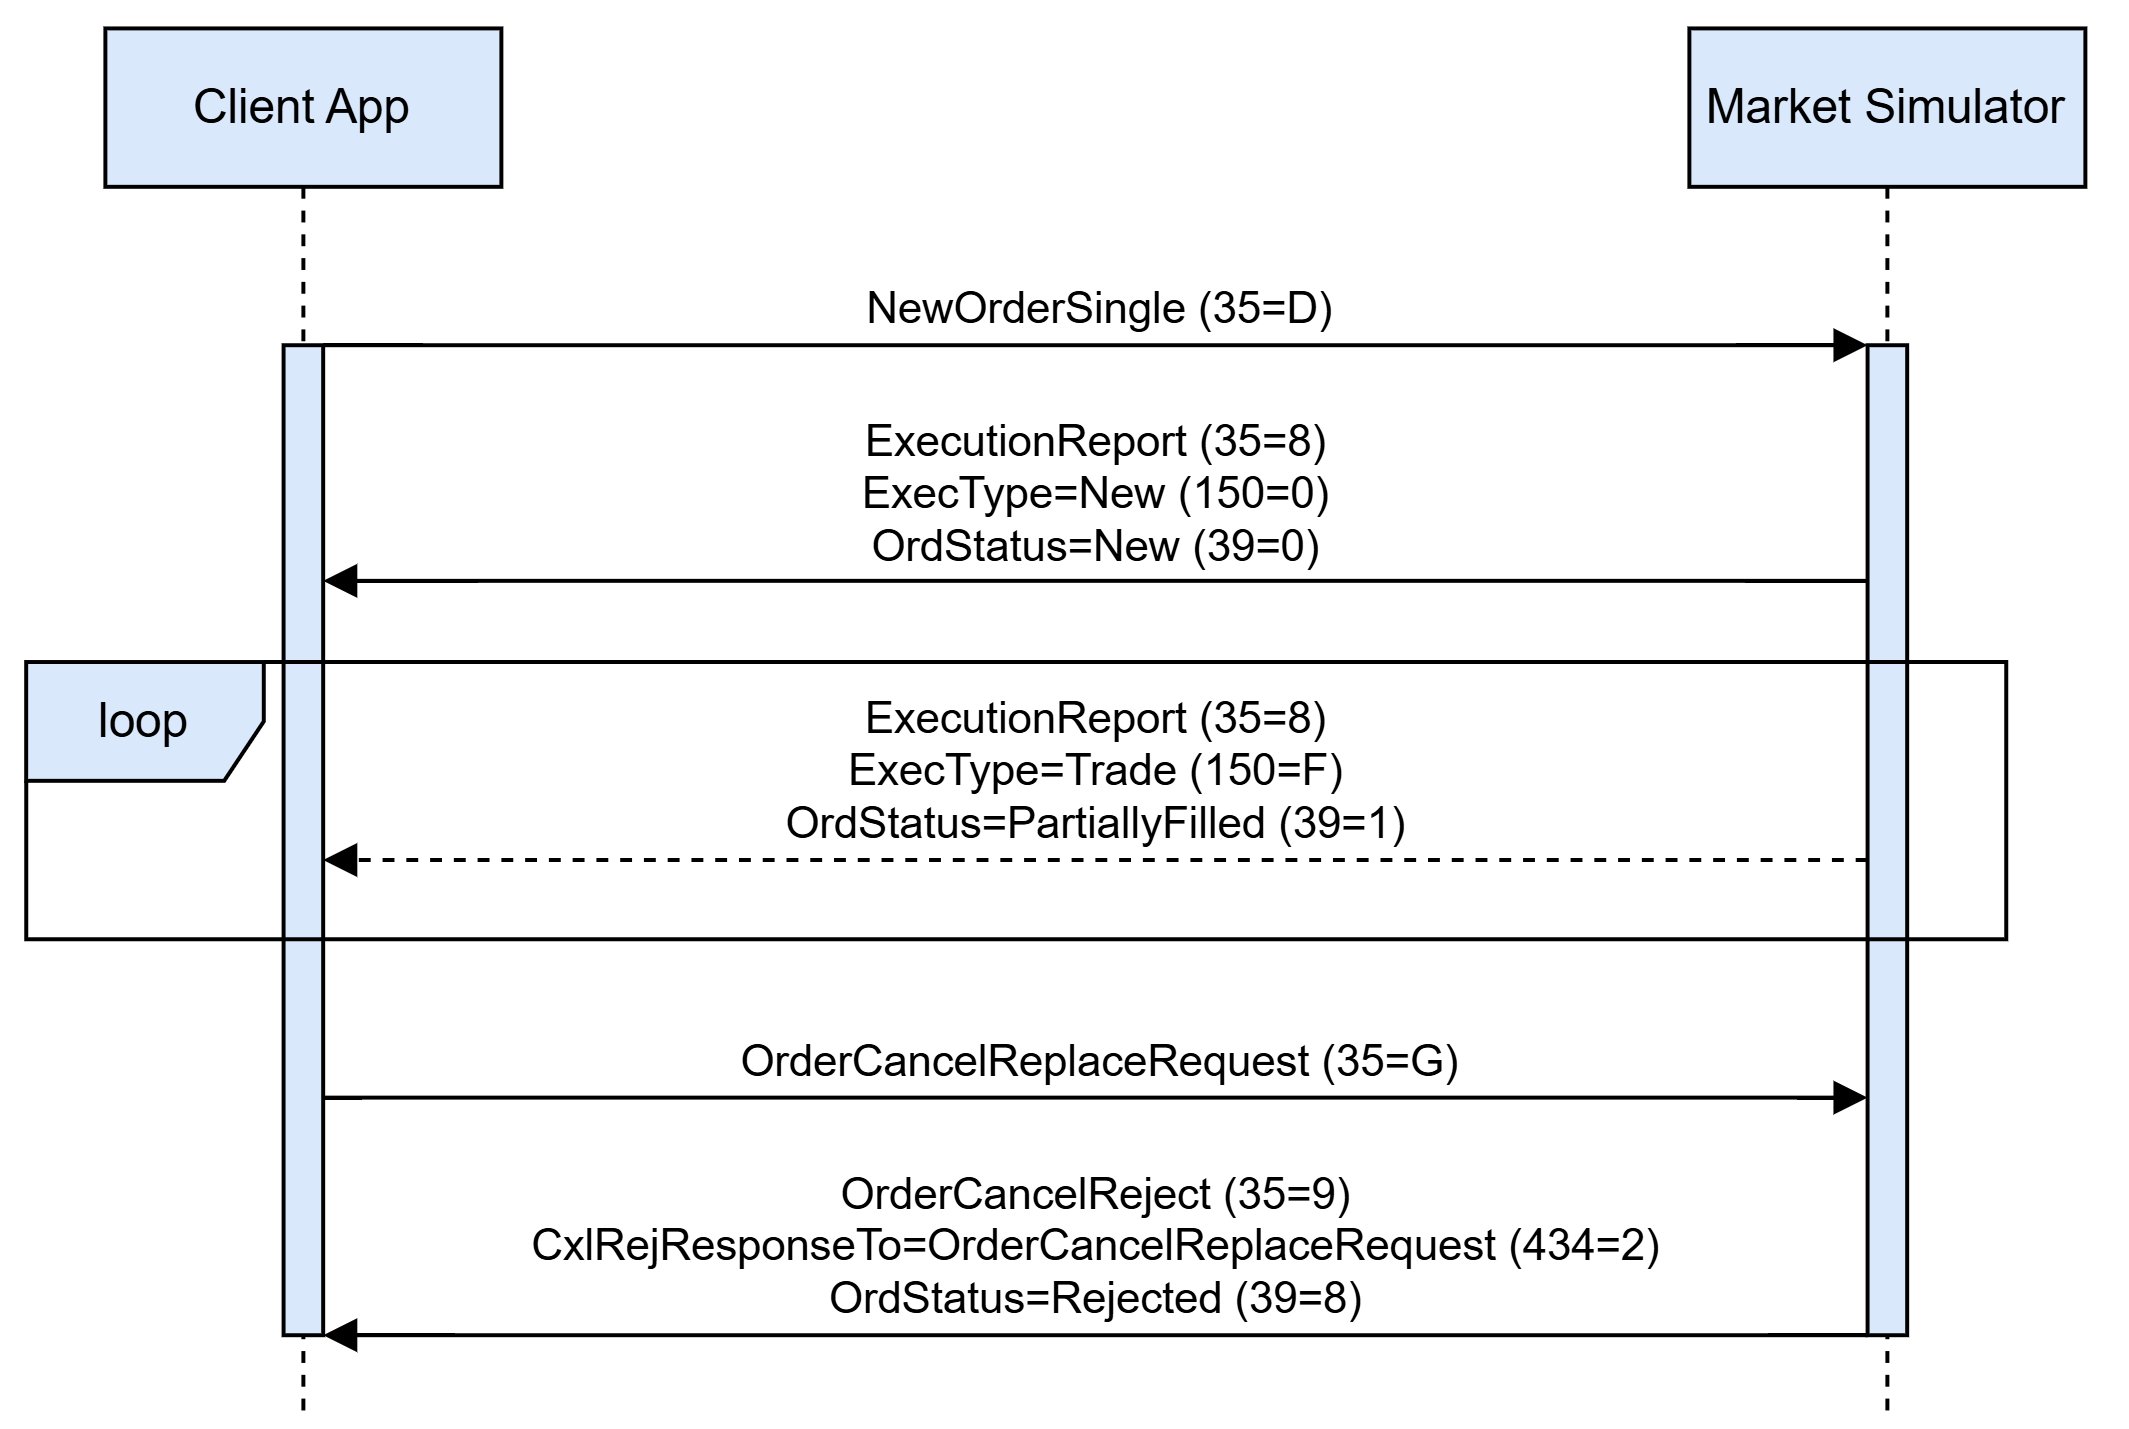 Client App
Market Simulator
NewOrderSingle (35=D)
ExecutionReport (35=8)
ExecType=New (150=0)
OrdStatus=New (39=0)
loop
ExecutionReport (35=8)
ExecType=Trade (150=F)
OrdStatus=PartiallyFilled (39=1)
OrderCancelReplaceRequest (35=G)
OrderCancelReject (35=9)
CxlRejResponseTo=OrderCancelReplaceRequest (434=2)
OrdStatus=Rejected (39=8)